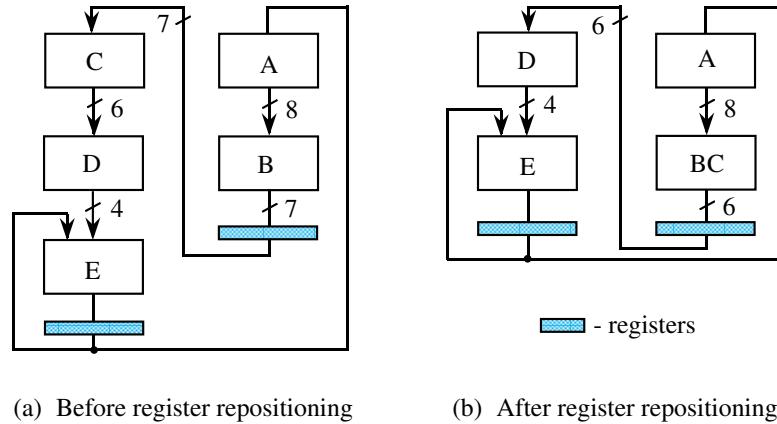 7
6
C
A
D
A
6
8
4
8
D
B
E
BC
4
7
6
E
- registers
(a) Before register repositioning
(b) After register repositioning